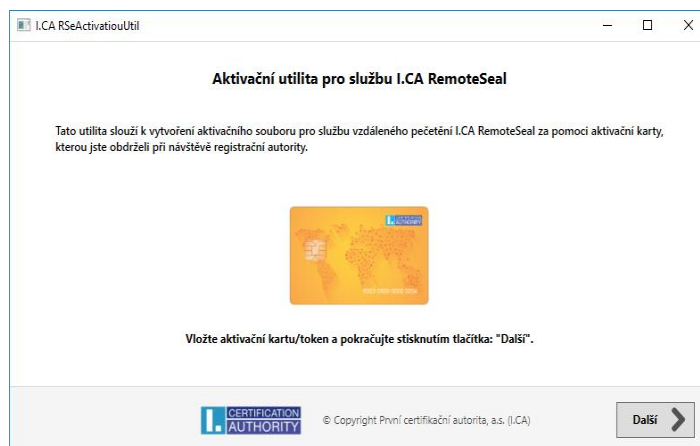 I.CA RSeActivatiouUtil
Aktivační utilita pro službu I.CA RemoteSeal
Tato utilita slouží k vytvoření aktivačního souboru pro službu vzdáleného pečetění I.CA RemoteSeal za pomoci aktivační karty,
kterou jste obdrželi při návštěvě registrační autority.
I. CERTIFICATION
AUTHORITY
Vložte aktivační kartu/token a pokračujte stisknutím tlačítka: "Další".
I. CERTIFICATION
AUTHORITY
© Copyright První certifikační autorita, a.s. (I.CA)
Další